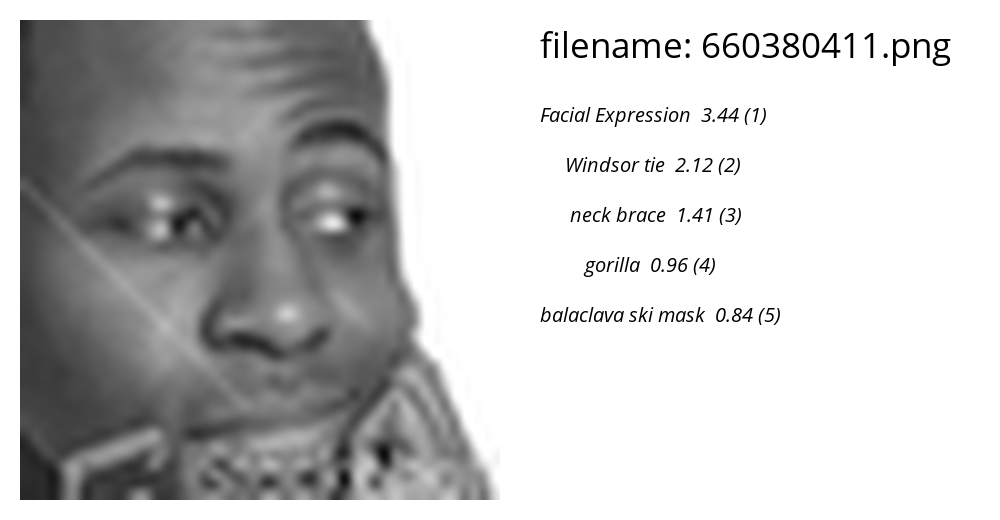 filename: 660380411.png
Facial Expression 3.44 (1)
Windsor tie 2.12 (2)
neck brace 1.41 (3)
gorilla 0.96 (4)
balaclava ski mask 0.84 (5)